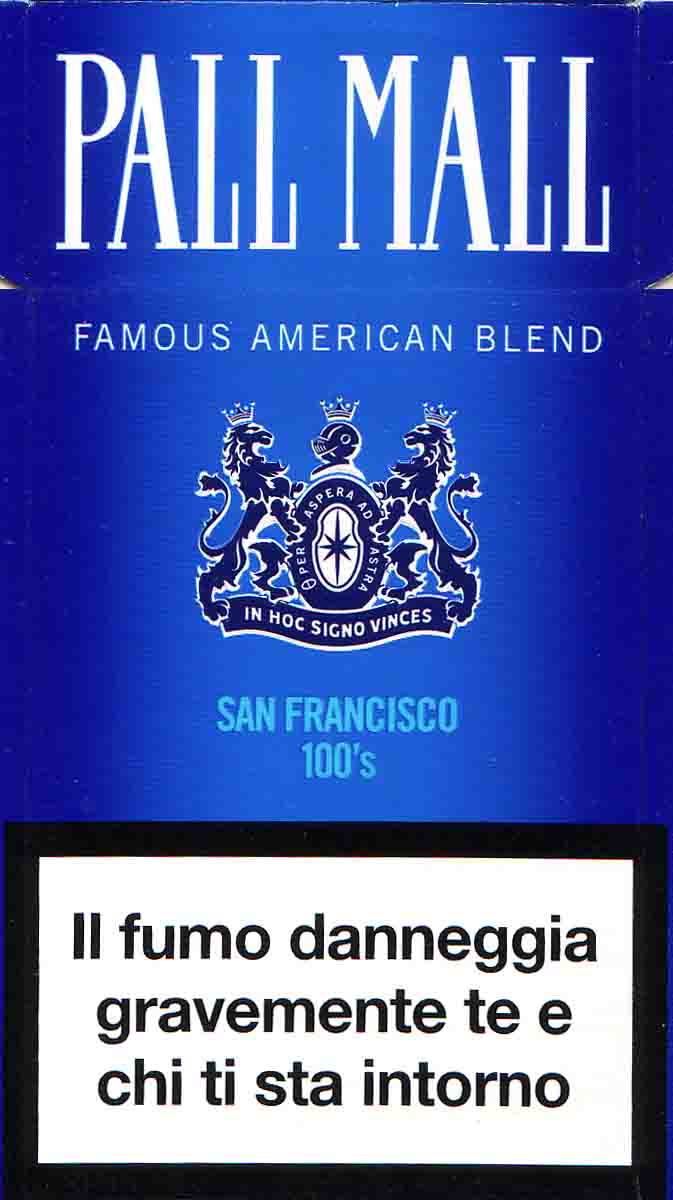 PALL MALL
FAMOUS AMERICAN BLEND
PER ASPERA AD ASTRA
IN HOC SIGNO VINCES
SAN FRANCISCO
100's
Il fumo danneggia
gravemente te e
chi ti sta intorno